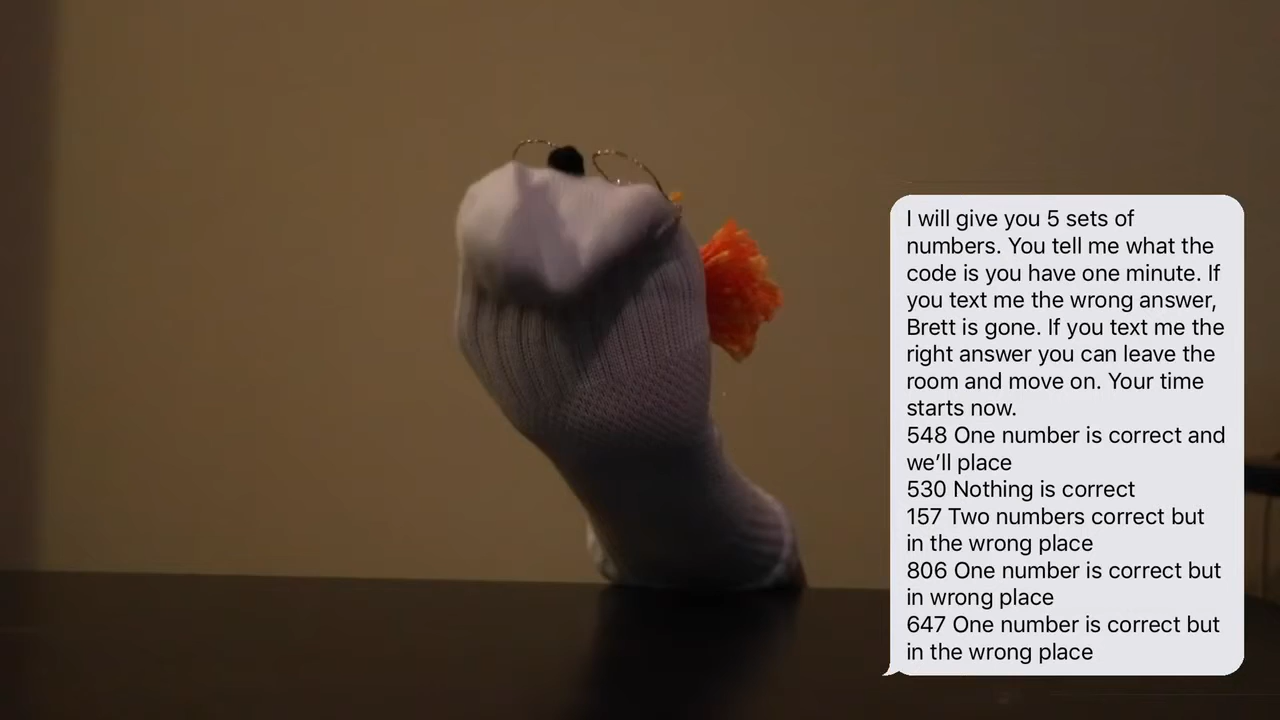 I will give you 5 sets of
numbers. You tell me what the
code is you have one minute. If
you text me the wrong answer,
Brett is gone. If you text me the
right answer you can leave the
room and move on. Your time
starts now.
548 One number is correct and
we’ll place
530 Nothing is correct
157 Two numbers correct but
in the wrong place
806 One number is correct but
in wrong place
647 One number is correct but
in the wrong place